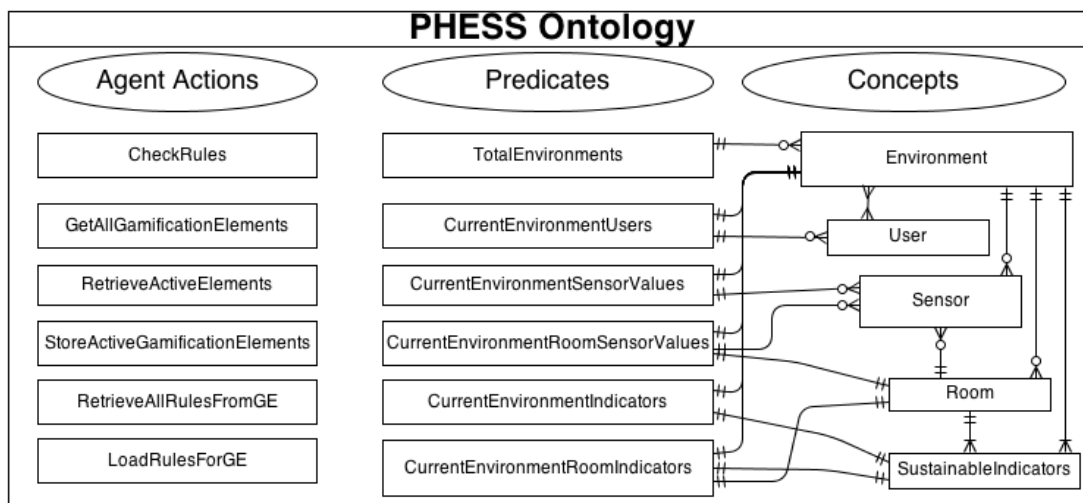 PHESS Ontology
Agent Actions
Predicates
Concepts
CheckRules
TotalEnvironments
Environment
GetAllGamificationElements
CurrentEnvironmentUsers
User
RetrieveActiveElements
CurrentEnvironmentSensorValues
Sensor
StoreActiveGamificationElements
CurrentEnvironmentRoomSensorValues
RetrieveAllRulesFromGE
CurrentEnvironmentIndicators
Room
LoadRulesForGE
CurrentEnvironmentRoomIndicators
SustainableIndicators